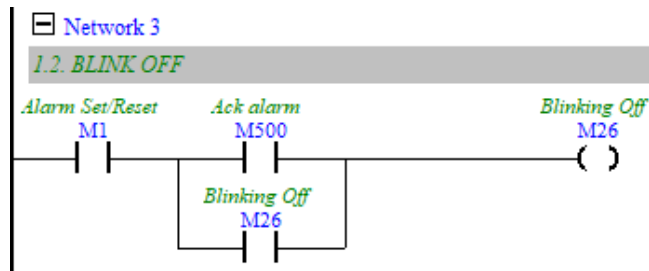 Network 3
1.2. BLINK OFF
Alarm Set/Reset Ack alarm Blinking Off
M1 M500 M26
Blinking Off
M26